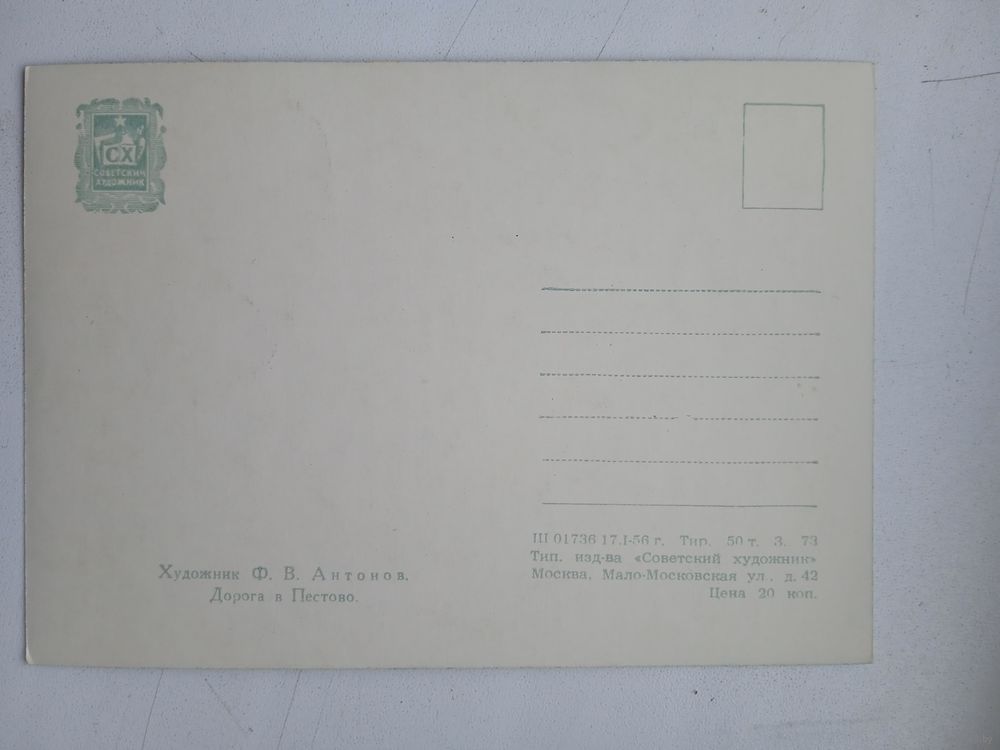 СХ
СОВЕТСКИЙ
ХУДОЖНИК
Художник Ф. В. Антонов.
Дорога в Пестово.
Ш 01736 17.I-56 г. Тир. 50 т. З. 73
Тип. изд-ва «Советский художник»
Москва, Мало-Московская ул., д. 42
Цена 20 коп.